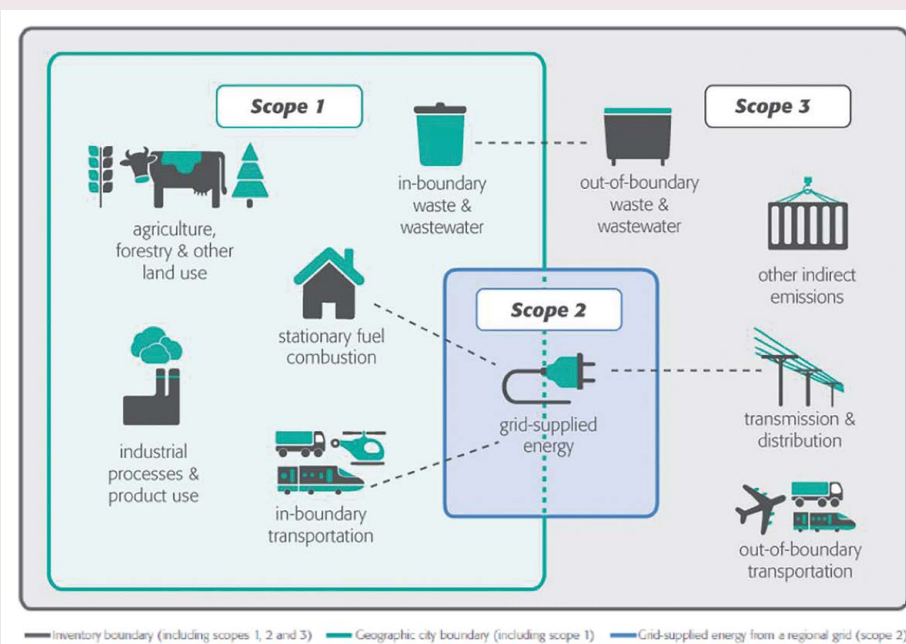 Scope 1
Scope 3
in-boundary
waste &
wastewater
out-of-boundary
waste &
wastewater
agriculture,
forestry & other
land use
other indirect
emissions
Scope 2
stationary fuel
combustion
grid-supplied
energy
transmission &
distribution
industrial
processes &
product use
in-boundary
transportation
out-of-boundary
transportation
Inventory boundary (including scopes 1, 2 and 3) Geographic city boundary (including scope 1) Grid-supplied energy from a regional grid (scope 2)